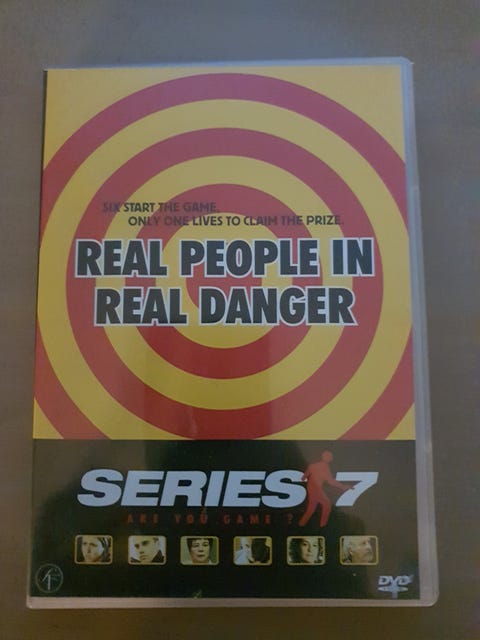 SIX START THE GAME.
ONLY ONE LIVES TO CLAIM THE PRIZE.
REAL PEOPLE IN
REAL DANGER
SERIES 7
ARE YOU GAME?
DVD